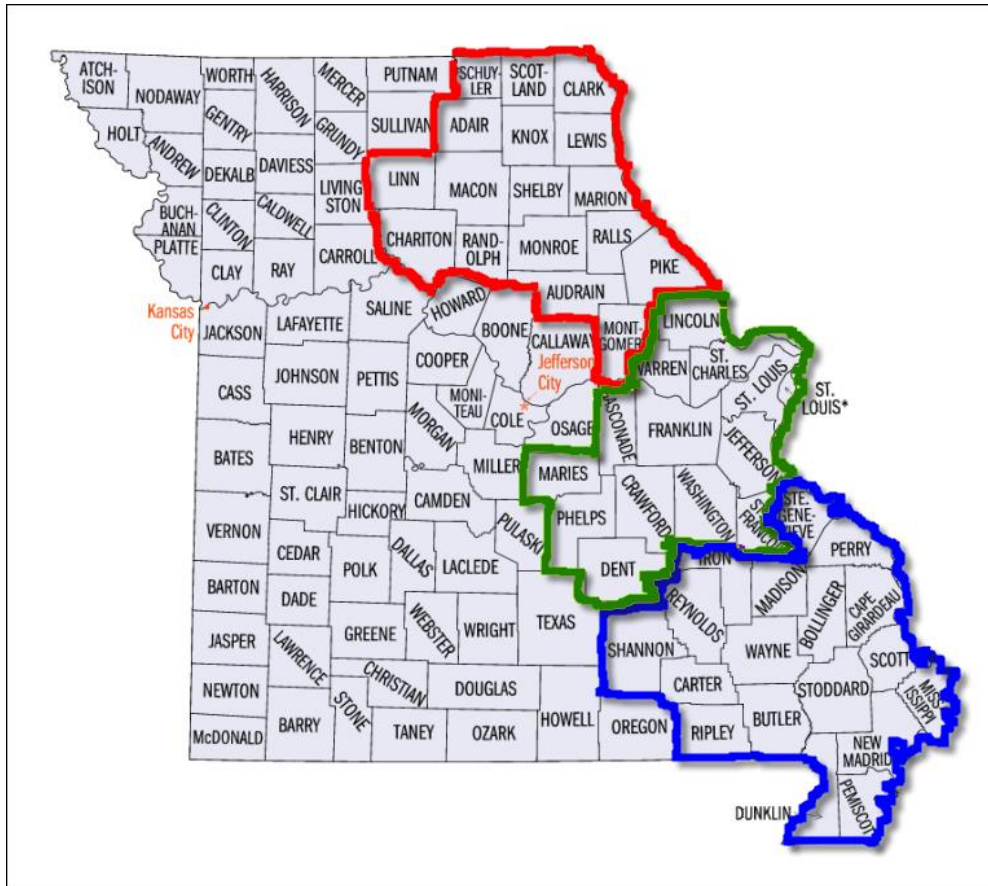 ATCH-
ISON
NODAWAY
WORTH
HARRISON
MERCER
PUTNAM
SCHUY-
LER
SCOT-
LAND
CLARK
HOLT
ANDREW
GENTRY
GRUNDY
SULLIVAN
ADAIR
KNOX
LEWIS
DEKALB
DAVIESS
LIVING
STON
LINN
MACON
SHELBY
MARION
BUCH-
ANAN
CLINTON
CALDWELL
CHARITON
RAND-
OLPH
MONROE
RALLS
PLATTE
CLAY
RAY
CARROLL
PIKE
AUDRAIN
Kansas
City
JACKSON
LAFAYETTE
SALINE
HOWARD
BOONE
CALLAWAY
MONT-
GOMERY
LINCOLN
WARREN
ST.
CHARLES
ST. LOUIS
ST.
LOUIS*
COOPER
Jefferson
City
CASS
JOHNSON
PETTIS
MONI-
TEAU
COLE
OSAGE
GASCONADE
FRANKLIN
JEFFERSON
MORGAN
HENRY
BENTON
MILLER
MARIES
BATES
ST. CLAIR
CAMDEN
PHELPS
CRAWFORD
WASHINGTON
ST.
FRANCOIS
STE.
GENE-
VIEVE
HICKORY
PULASKI
VERNON
CEDAR
DALLAS
LACLEDE
DENT
IRON
PERRY
POLK
MADISON
BARTON
DADE
REYNOLDS
BOLLINGER
CAPE
GIRARDEAU
WEBSTER
WRIGHT
TEXAS
JASPER
GREENE
SHANNON
WAYNE
SCOTT
LAWRENCE
CHRISTIAN
DOUGLAS
CARTER
STODDARD
MISS
ISSIPPI
NEWTON
STONE
HOWELL
OREGON
RIPLEY
BUTLER
McDONALD
BARRY
TANEY
OZARK
NEW
MADRID
DUNKLIN
PEMISCOT